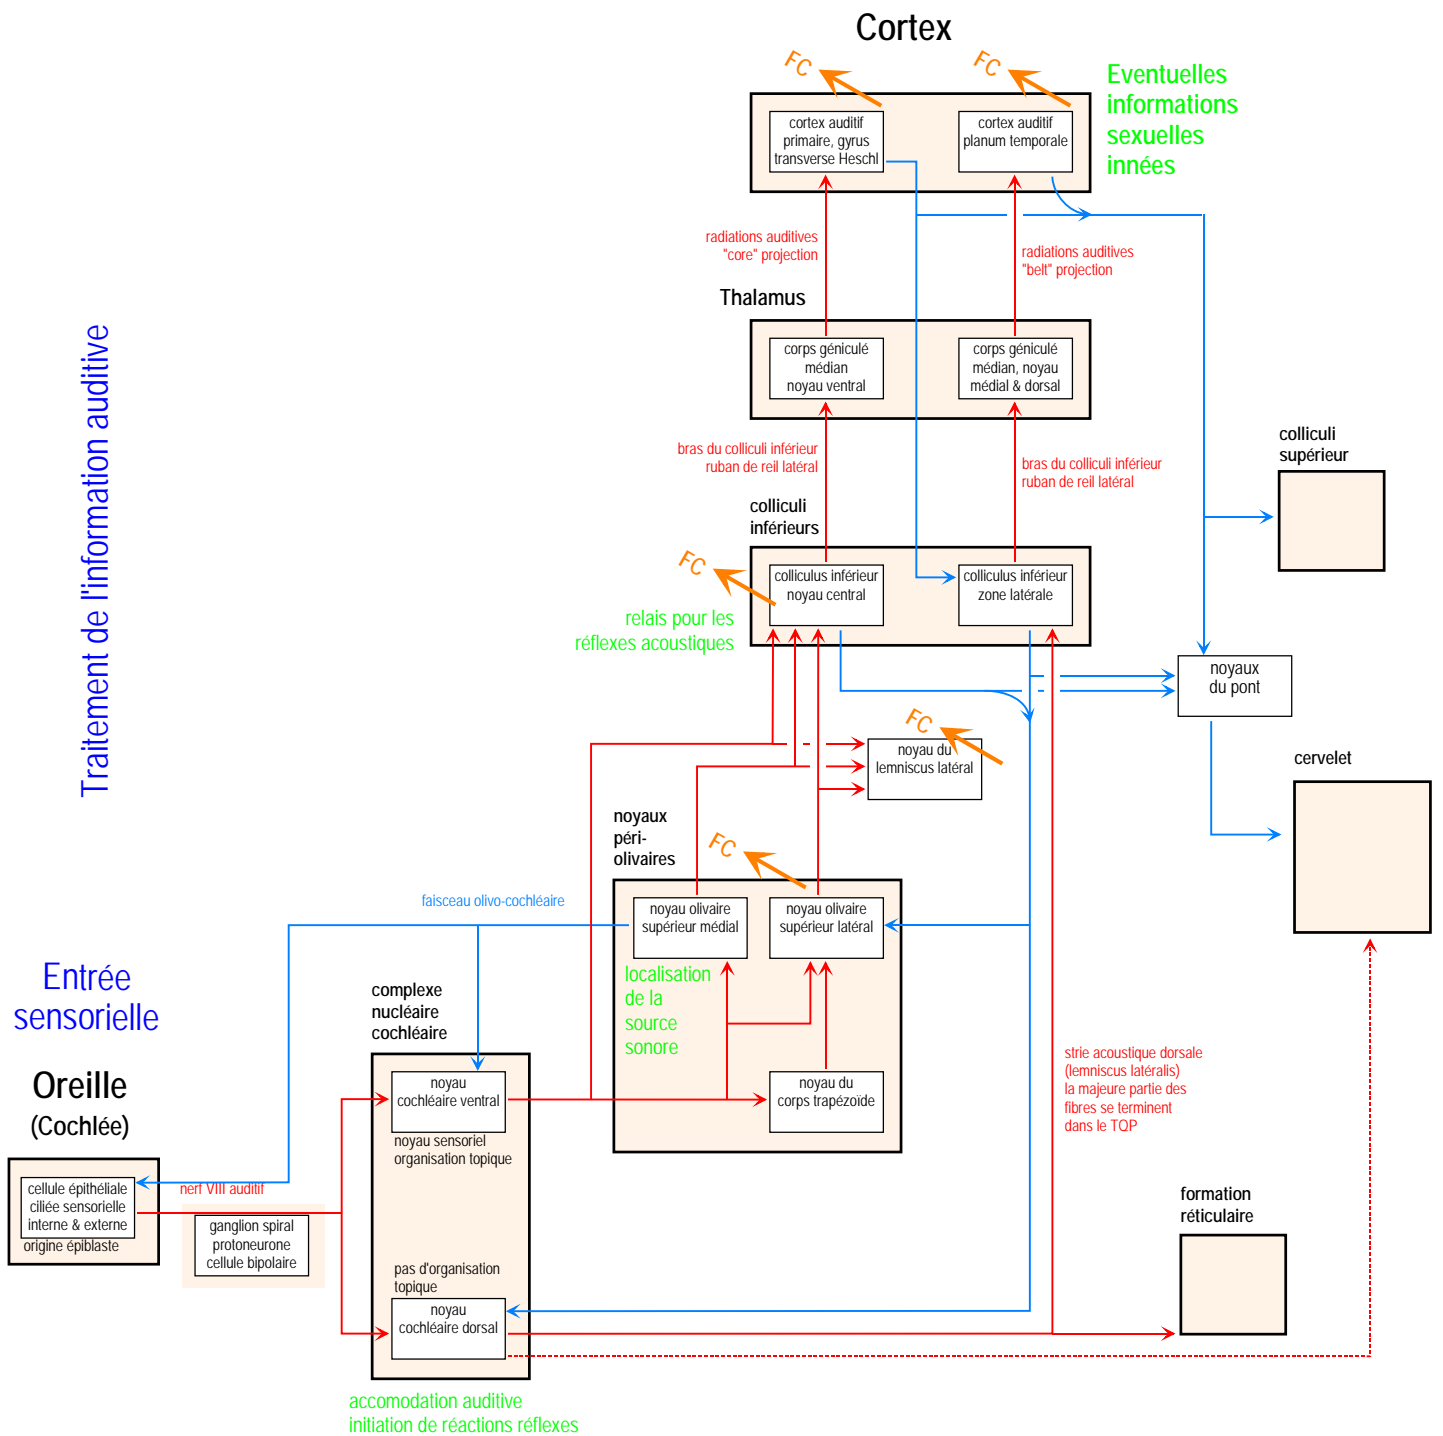 Cortex
FC
FC
Eventuelles
informations
sexuelles
innées
cortex auditif
primaire, gyrus
transverse Heschl
cortex auditif
planum temporale
radiations auditives
"core" projection
radiations auditives
"belt" projection
Thalamus
corps géniculé
médian
noyau ventral
corps géniculé
médian, noyau
médial & dorsal
Traitement de l'information auditive
bras du colliculi inférieur
ruban de reil latéral
bras du colliculi inférieur
ruban de reil latéral
colliculi
supérieur
colliculi
inférieurs
FC
colliculus inférieur
noyau central
colliculus inférieur
zone latérale
relais pour les
réflexes acoustiques
noyaux
du pont
FC
noyau du
lemniscus latéral
cervelet
noyaux
péri-
olivaires
FC
faisceau olivo-cochléaire
noyau olivaire
supérieur médial
noyau olivaire
supérieur latéral
localisation
de la
source
sonore
Entrée
sensorielle
complexe
nucléaire
cochléaire
Oreille
(Cochlée)
noyau
cochléaire ventral
noyau sensoriel
organisation topique
noyau du
corps trapézoïde
strie acoustique dorsale
(lemniscus latéralis)
la majeure partie des
fibres se terminent
dans le TQP
cellule épithéliale
ciliée sensorielle
interne & externe
origine épiblaste
nerf VIII auditif
ganglion spiral
protoneurone
cellule bipolaire
formation
réticulaire
pas d'organisation
topique
noyau
cochléaire dorsal
accomodation auditive
initiation de réactions réflexes